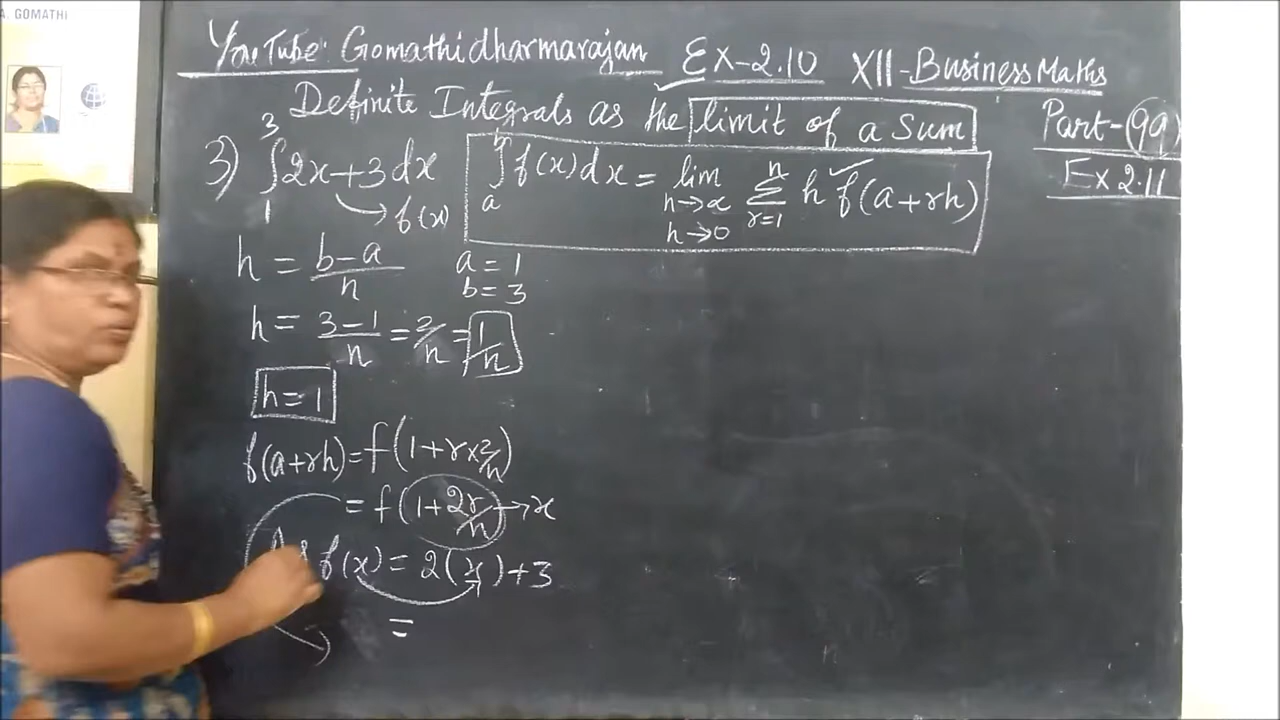 A. GOMATHI
YouTube: Gomathidharmarajan Ex-2.10 XII-Business Maths
Definite Integrals as the limit of a Sum
Part-(99)
Ex 2.11
3) ∫₁³ 2x+3 dx → f(x)
∫ₐᵇ f(x) dx = lim n→∝ h→0 Σ r=1 n h f(a+rh)
h = b-a/n a = 1
b = 3
h = 3-1/n = 2/n = 1/n
h = 1
f(a+rh) = f(1+r×2/n)
= f(1+2r/n) → x
f(x) = 2(x)+3
=